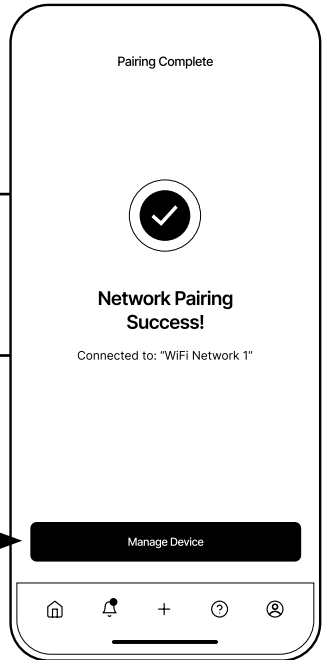 Pairing Complete
Network Pairing
Success!
Connected to: “WiFi Network 1”
Manage Device